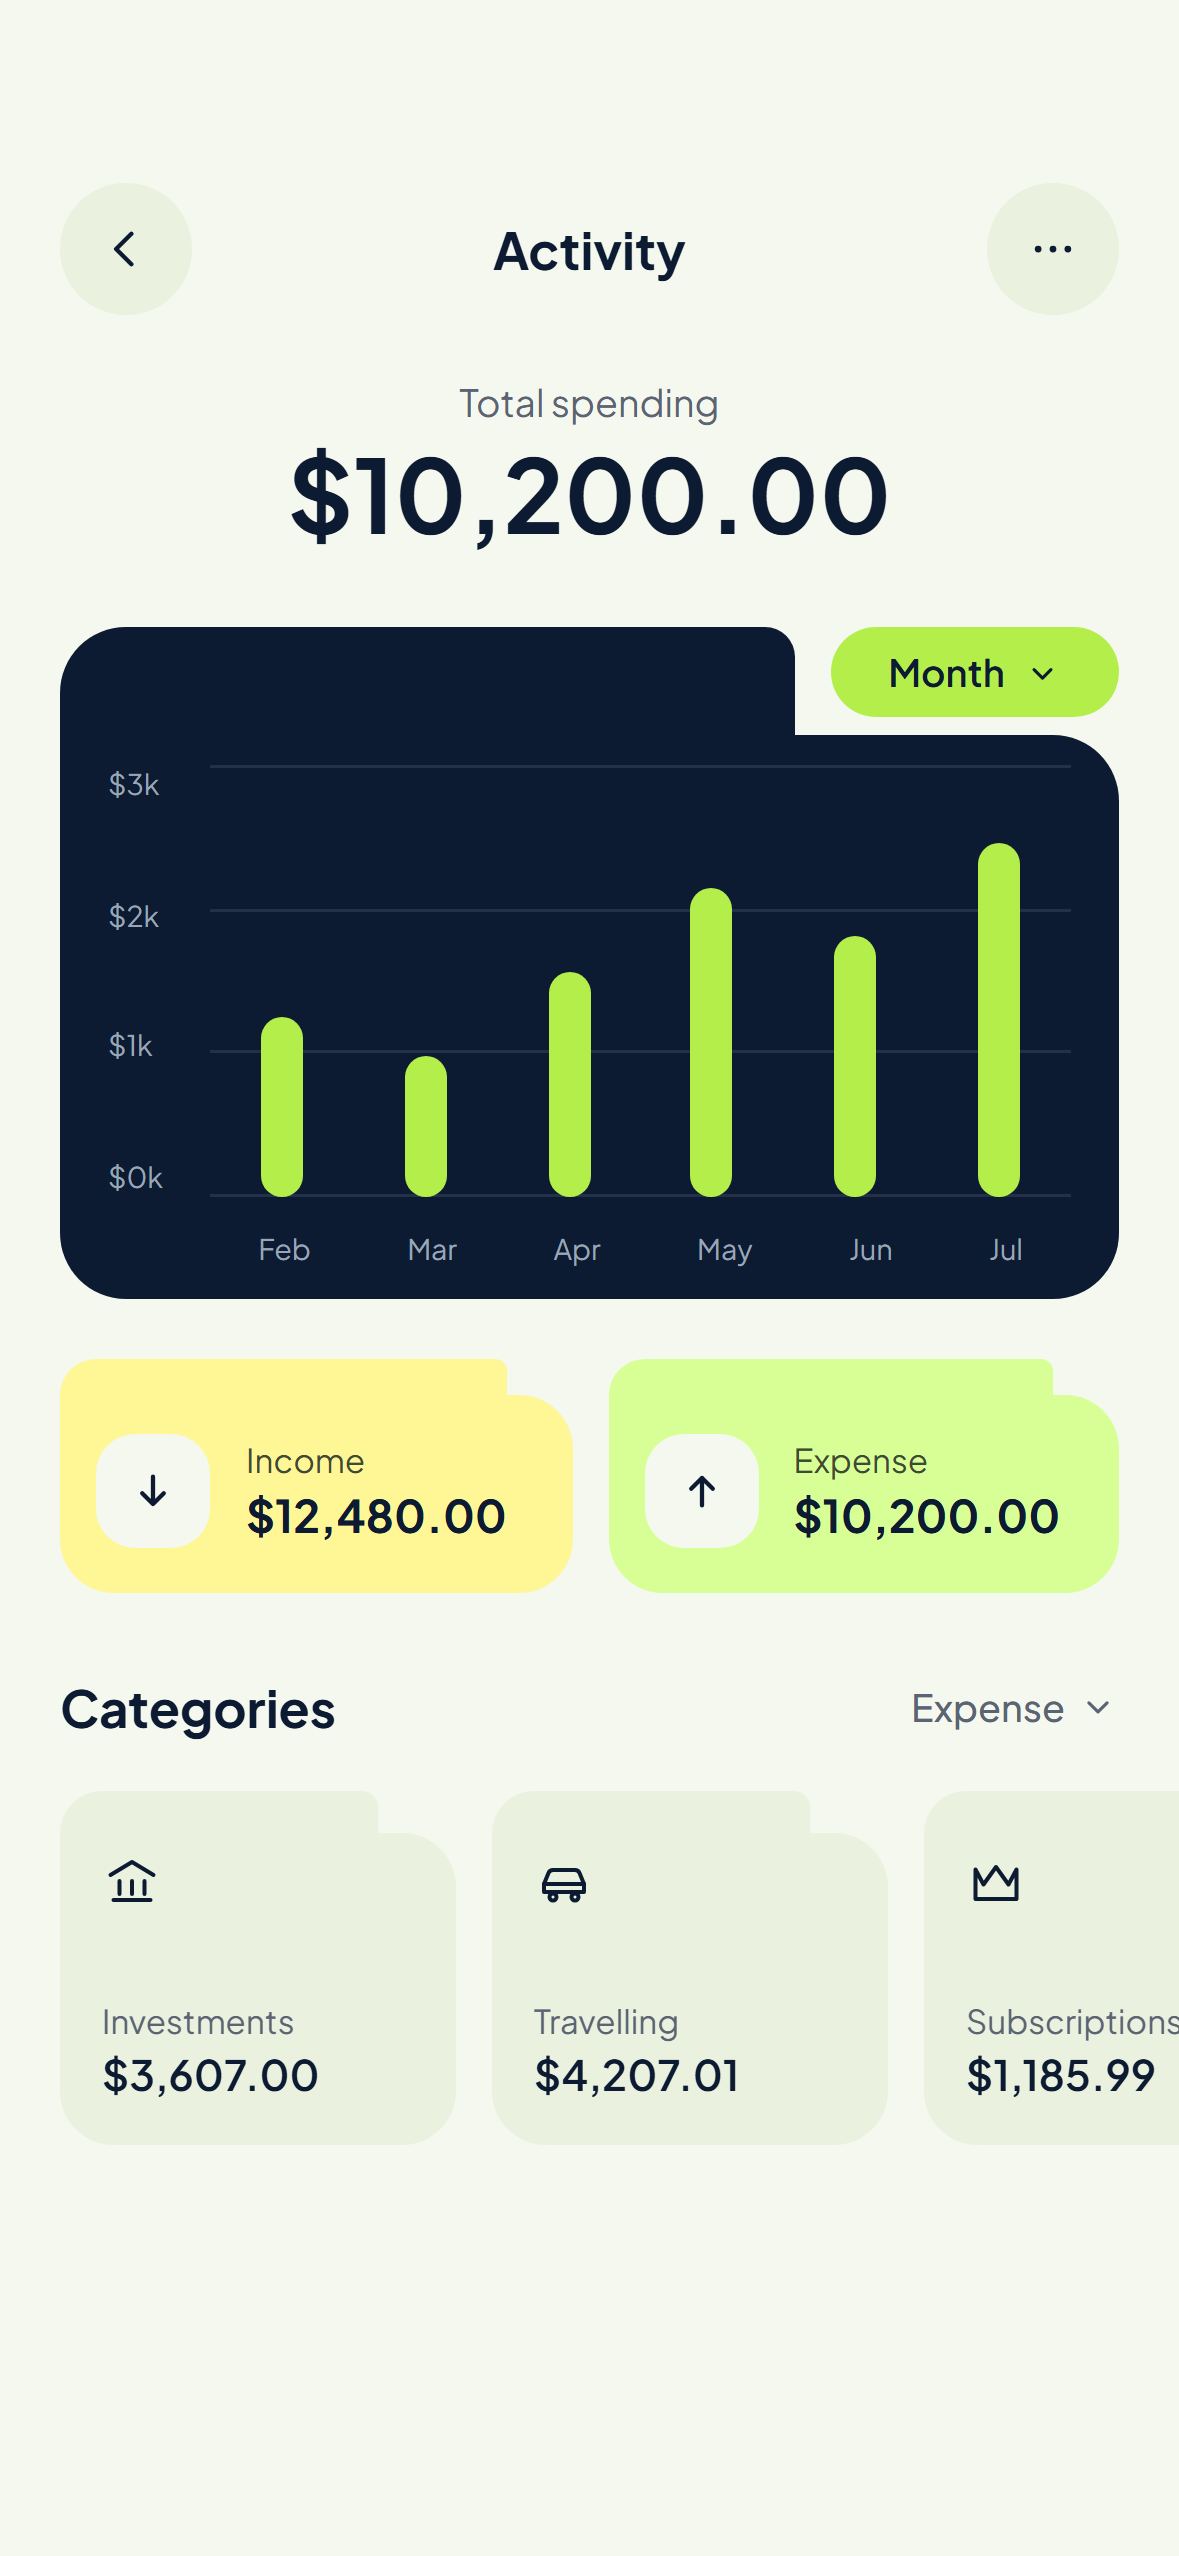 Activity
Total spending
$10,200.00
Month
$3k
$2k
$1k
$0k
Feb Mar Apr May Jun Jul
Income
$12,480.00
Expense
$10,200.00
Categories
Expense
Investments
$3,607.00
Travelling
$4,207.01
Subscriptions
$1,185.99